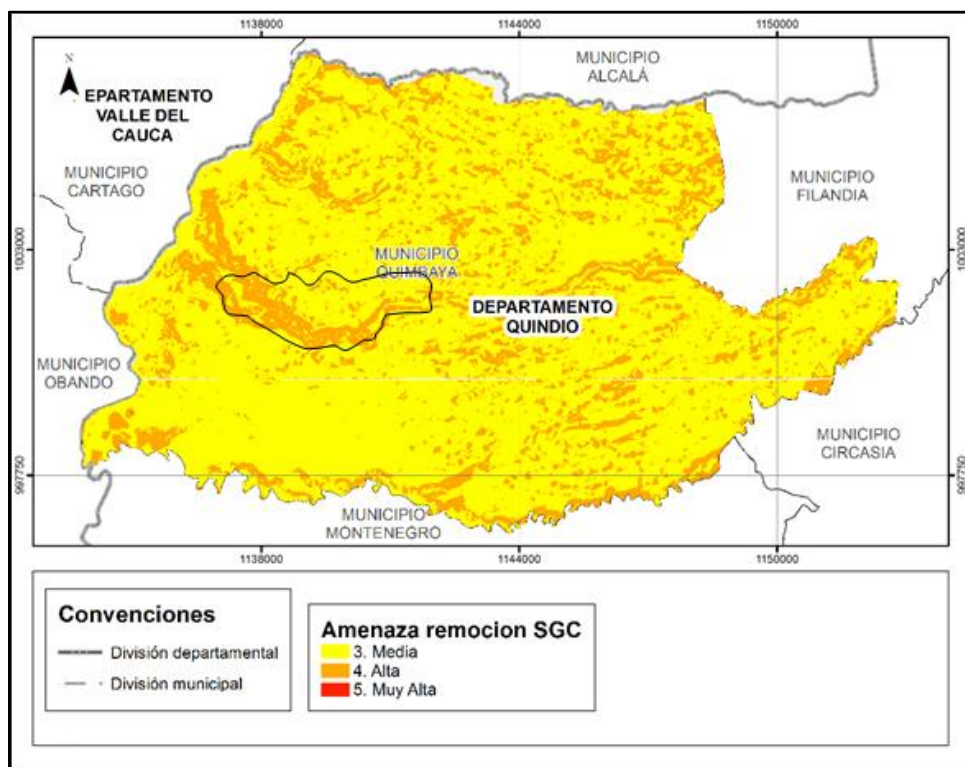 1138000
1144000
1150000
N
MUNICIPIO
ALCALÁ
EPARTAMENTO
VALLE DEL
CAUCA
MUNICIPIO
CARTAGO
MUNICIPIO
FILANDIA
1003000
1003000
MUNICIPIO
QUIMBAYA
DEPARTAMENTO
QUINDIO
MUNICIPIO
OBANDO
MUNICIPIO
CIRCASIA
997750
997750
MUNICIPIO
MONTENEGRO
1138000
1144000
1150000
Convenciones
División departamental
División municipal
Amenaza remocion SGC
3. Media
4. Alta
5. Muy Alta